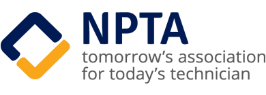 NPTA
tomorrow's association
for today's technician